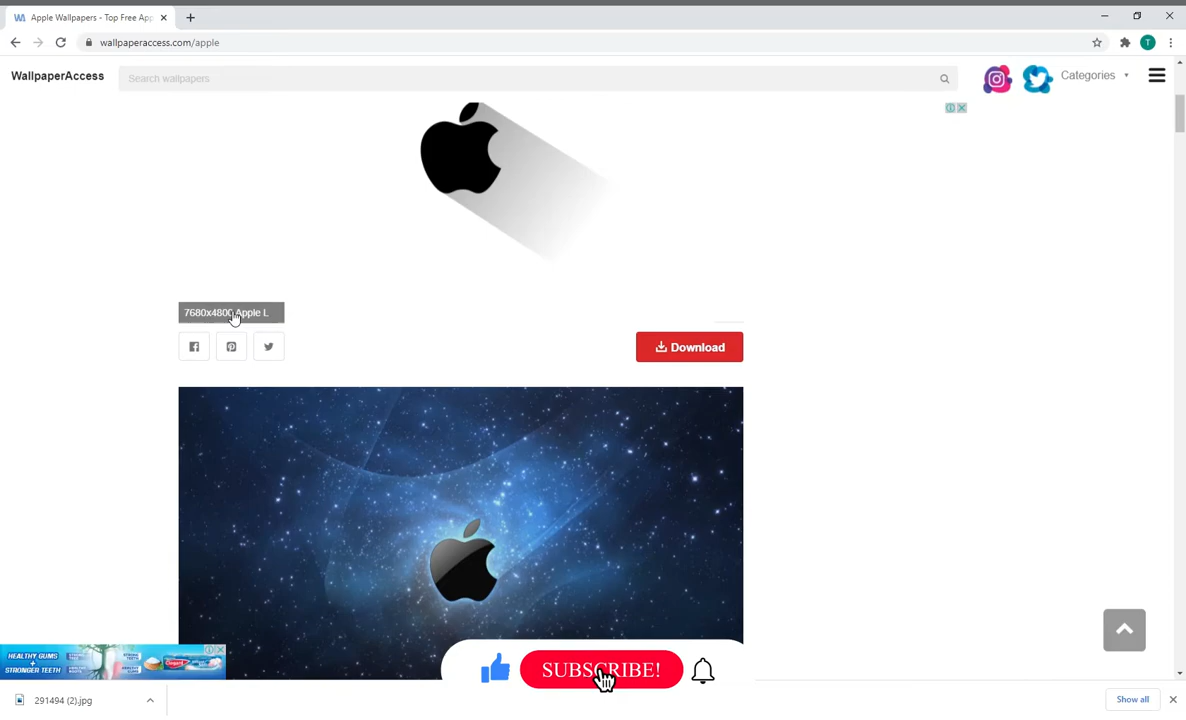 Apple Wallpapers - Top Free App
wallpaperaccess.com/apple
T
WallpaperAccess
Search wallpapers
Categories
7680x4800 Apple L
Download
HEALTHY GUMS
+
STRONGER TEETH
SUBSCRIBE!
291494 (2).jpg
Show all